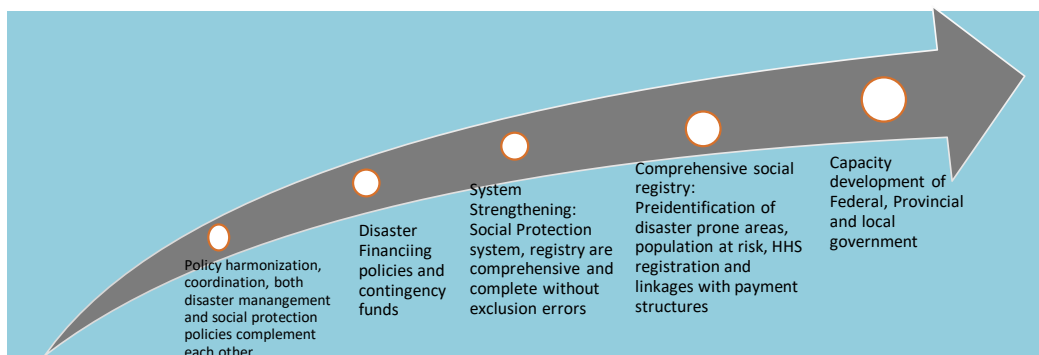 Policy harmonization,
coordination, both
disaster manangement
and social protection
policies complement
each other
Disaster
Financiing
policies and
contingency
funds
System
Strengthening:
Social Protection
system, registry are
comprehensive and
complete without
exclusion errors
Comprehensive social
registry:
Preidentification of
disaster prone areas,
population at risk, HHS
registration and
linkages with payment
structures
Capacity
development of
Federal, Provincial
and local
government